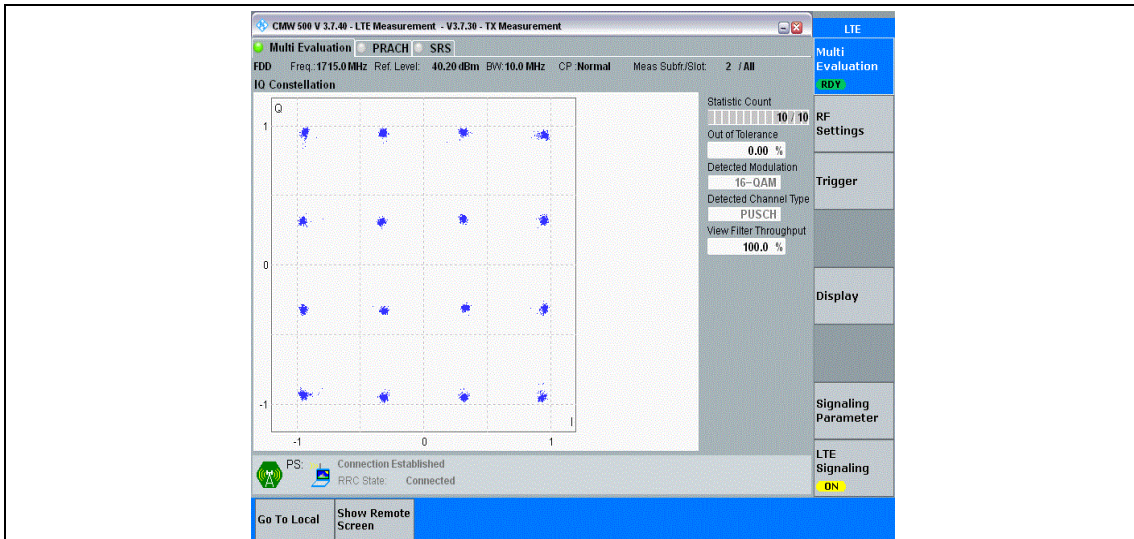 CMW 500 V 3.7.40 - LTE Measurement - V3.7.30 - TX Measurement
LTE
Multi Evaluation PRACH SRS
Multi
Evaluation
RDY
FDD Freq.:1715.0 MHz Ref. Level: 40.20 dBm BW:10.0 MHz CP :Normal Meas Subfr./Slot: 2 / All
IQ Constellation
Q
1
0
-1
-1 0 1
I
Statistic Count
10 / 10
Out of Tolerance
0.00 %
Detected Modulation
16-QAM
Detected Channel Type
PUSCH
View Filter Throughput
100.0 %
RF
Settings
Trigger
Display
Signaling
Parameter
LTE
Signaling
ON
PS: Connection Established
RRC State: Connected
Go To Local
Show Remote
Screen